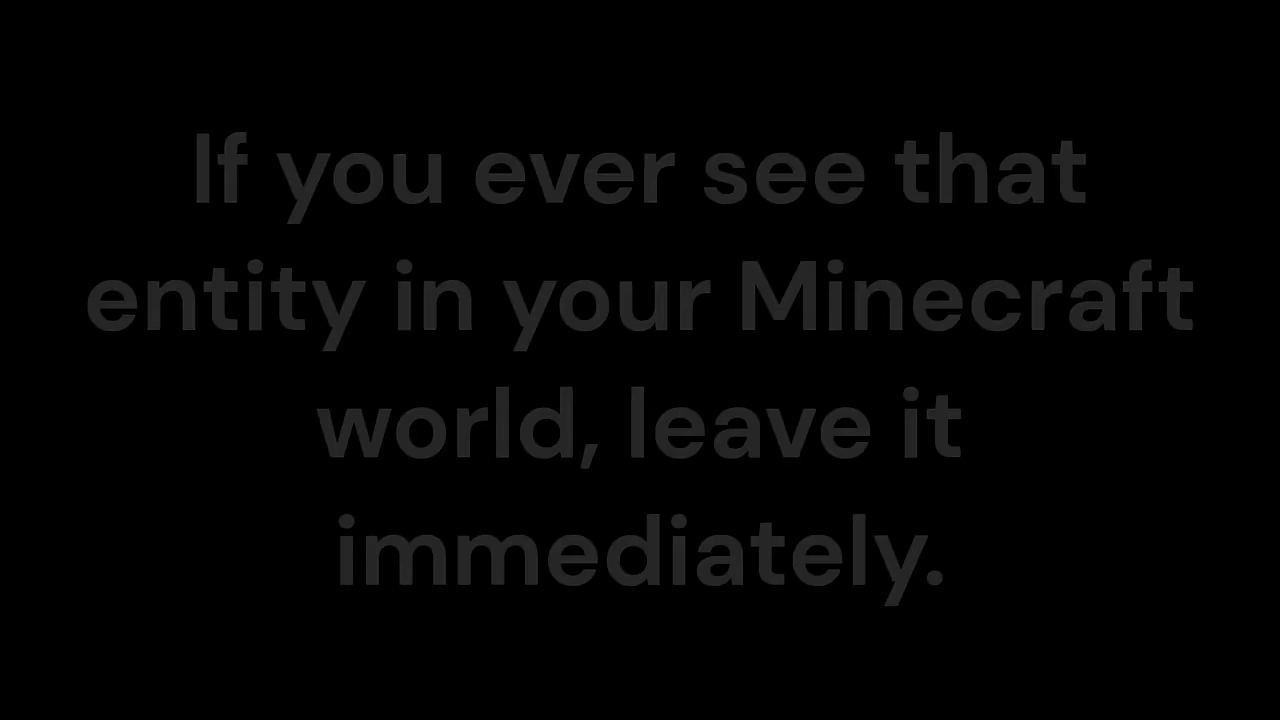 If you ever see that
entity in your Minecraft
world, leave it
immediately.